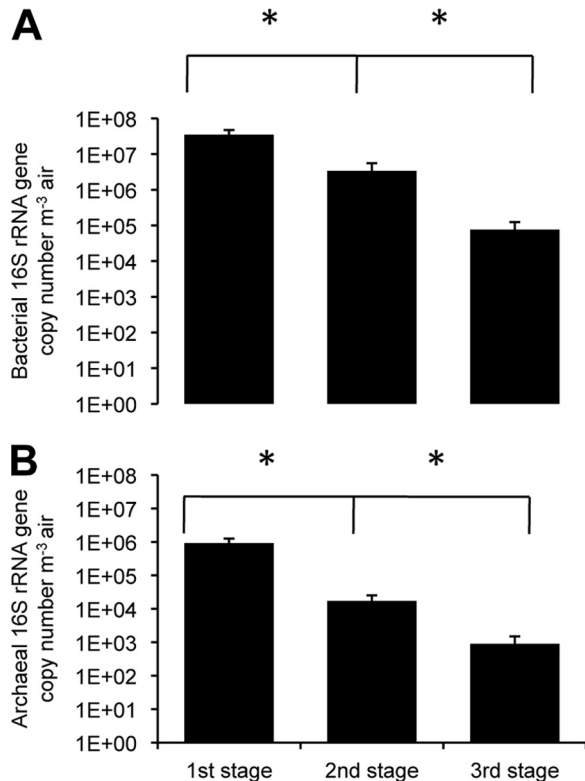 A
*
*
Bacterial 16S rRNA gene
copy number m⁻³ air
1E+08
1E+07
1E+06
1E+05
1E+04
1E+03
1E+02
1E+01
1E+00
B
*
*
Archaeal 16S rRNA gene
copy number m⁻³ air
1E+08
1E+07
1E+06
1E+05
1E+04
1E+03
1E+02
1E+01
1E+00
1st stage 2nd stage 3rd stage